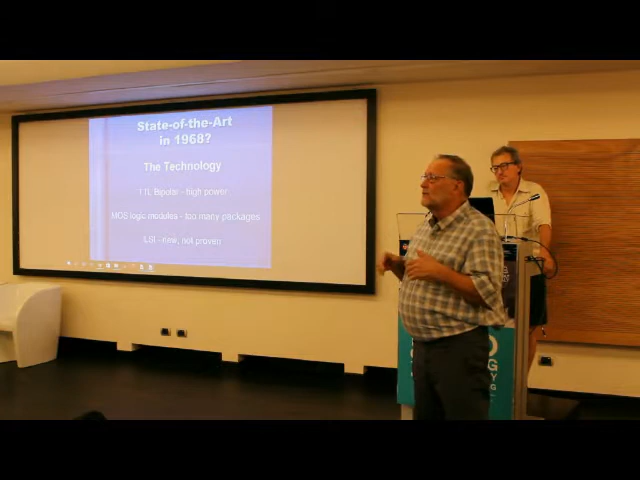 State-of-the-Art
in 1968?
The Technology
TTL Bipolar - high power
MOS logic modules - too many packages
LSI - new, not proven